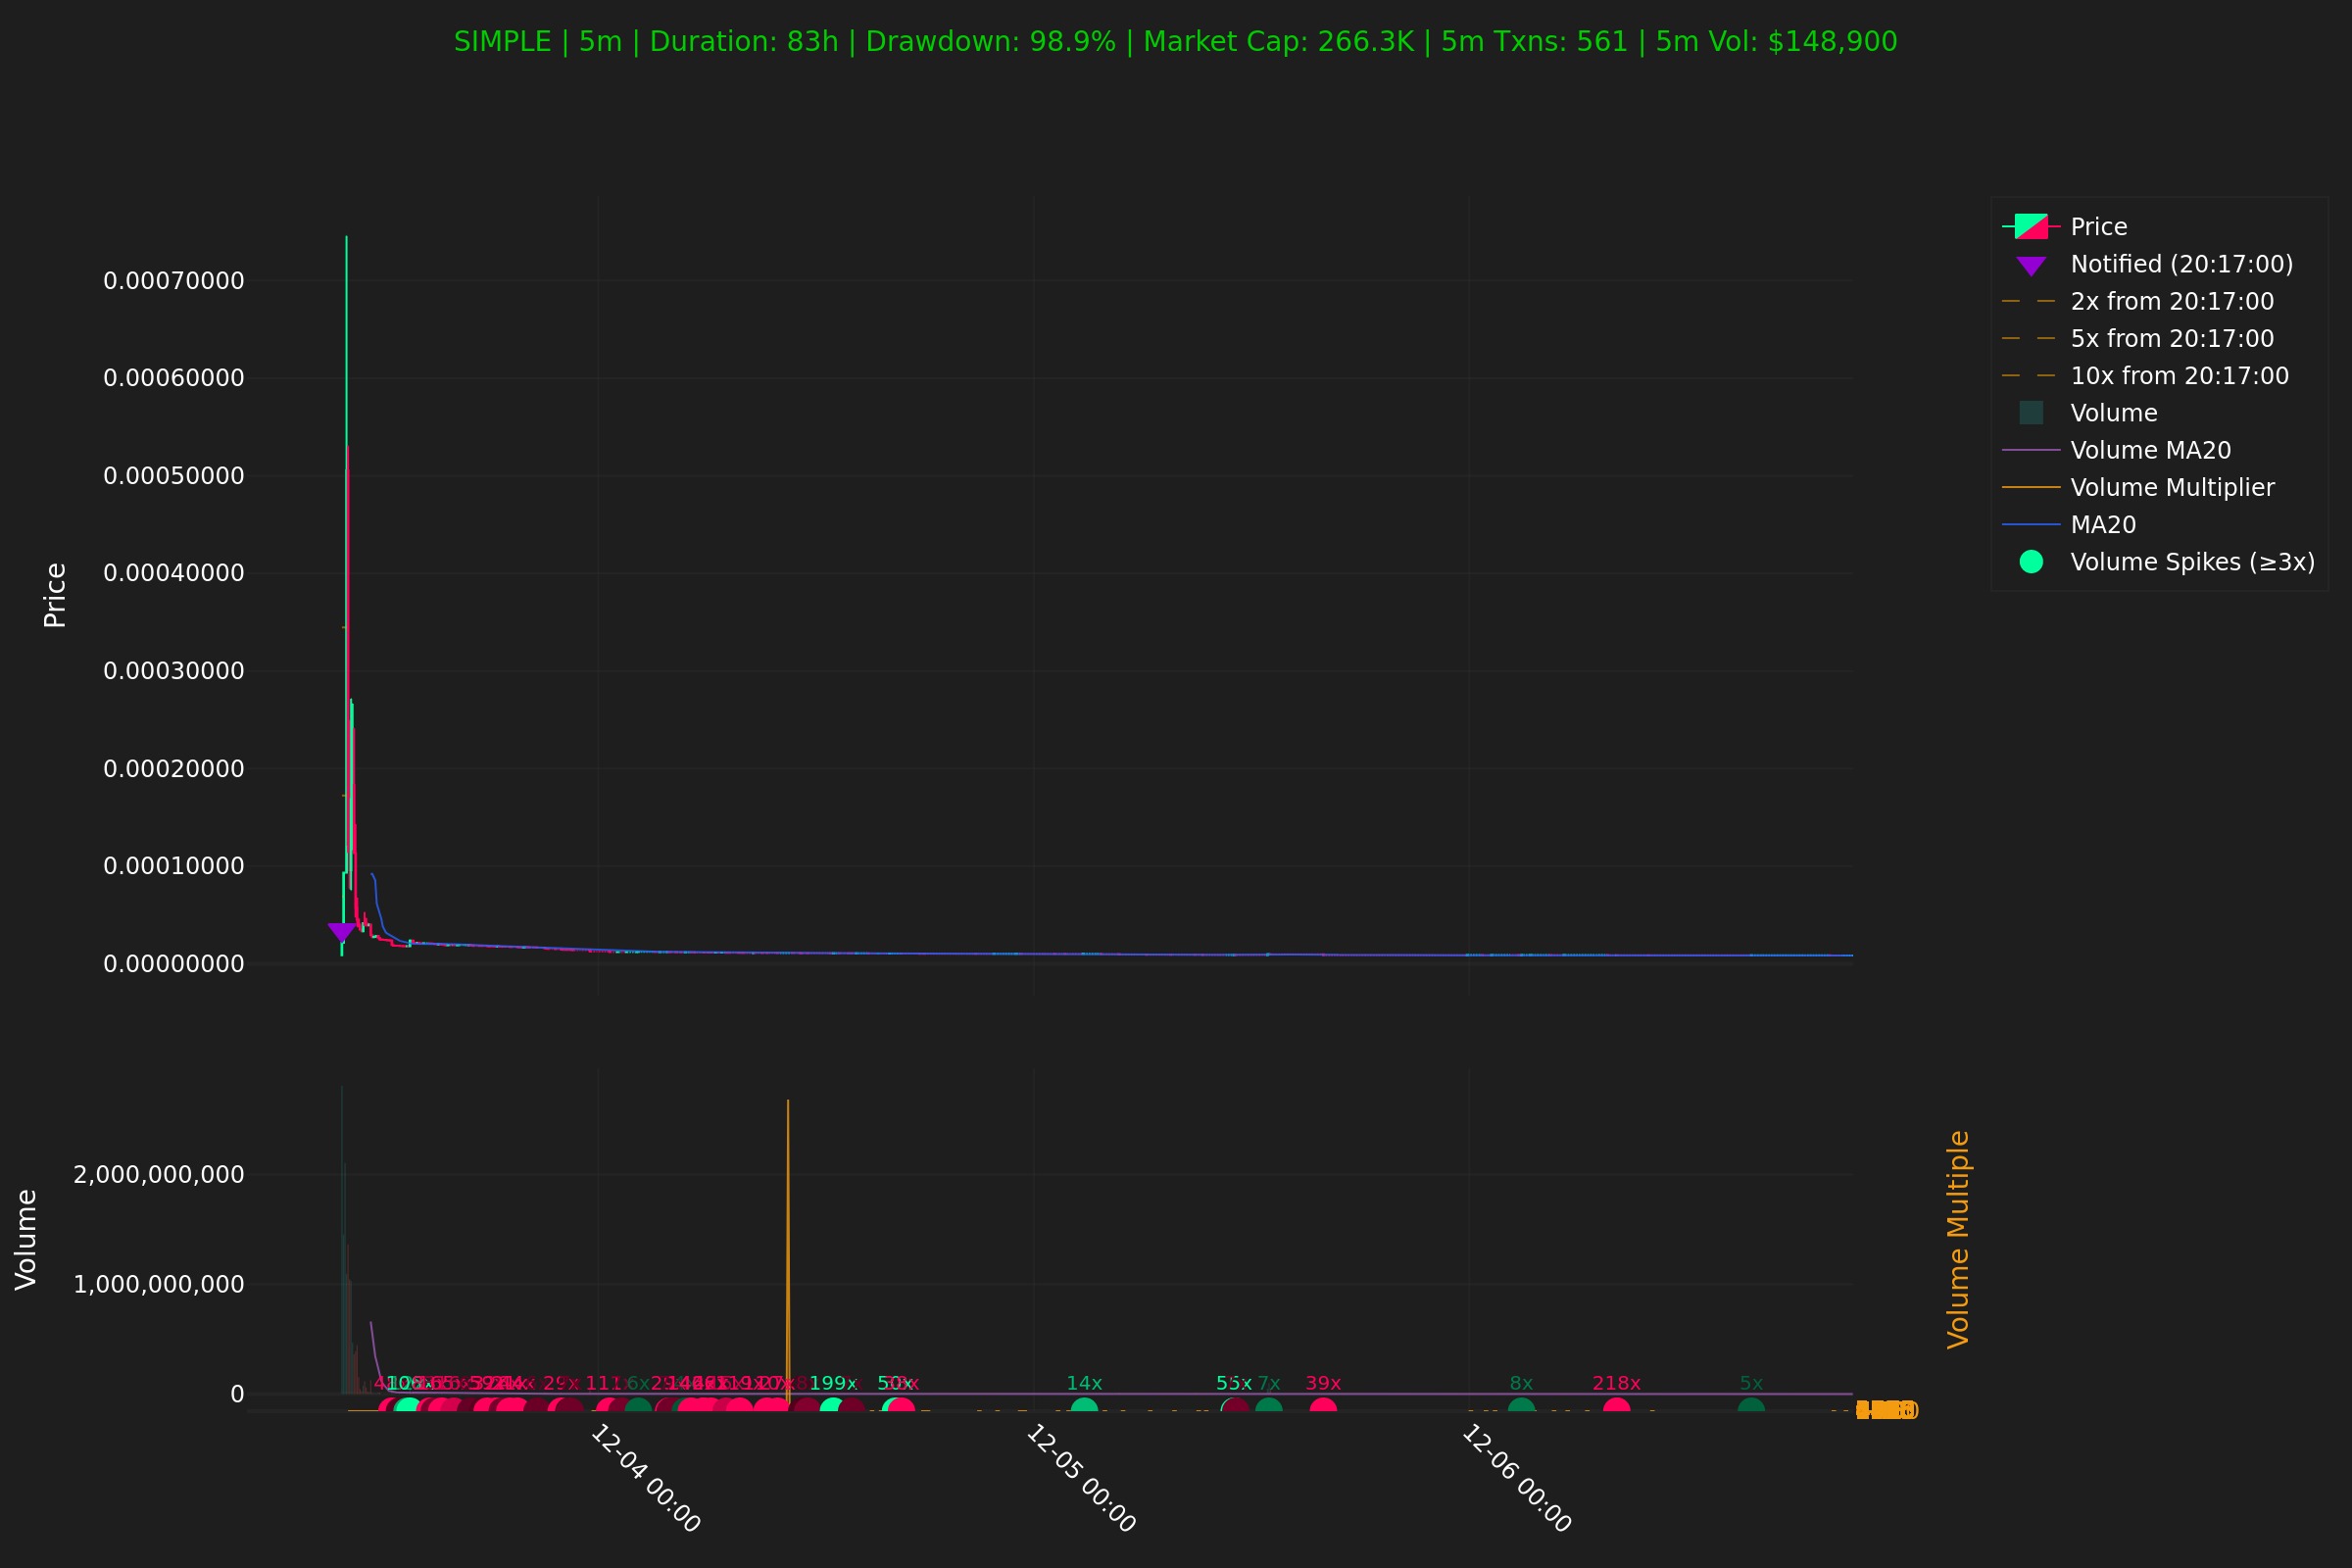 SIMPLE | 5m | Duration: 83h | Drawdown: 98.9% | Market Cap: 266.3K | 5m Txns: 561 | 5m Vol: $148,900
Price
0.00070000
0.00060000
0.00050000
0.00040000
0.00030000
0.00020000
0.00010000
0.00000000
Price
Notified (20:17:00)
2x from 20:17:00
5x from 20:17:00
10x from 20:17:00
Volume
Volume MA20
Volume Multiplier
MA20
Volume Spikes (≥3x)
Volume
2,000,000,000
1,000,000,000
0
29x
6x
199x
50x
14x
55x
7x
39x
8x
218x
5x
Volume Multiple
12-04 00:00
12-05 00:00
12-06 00:00